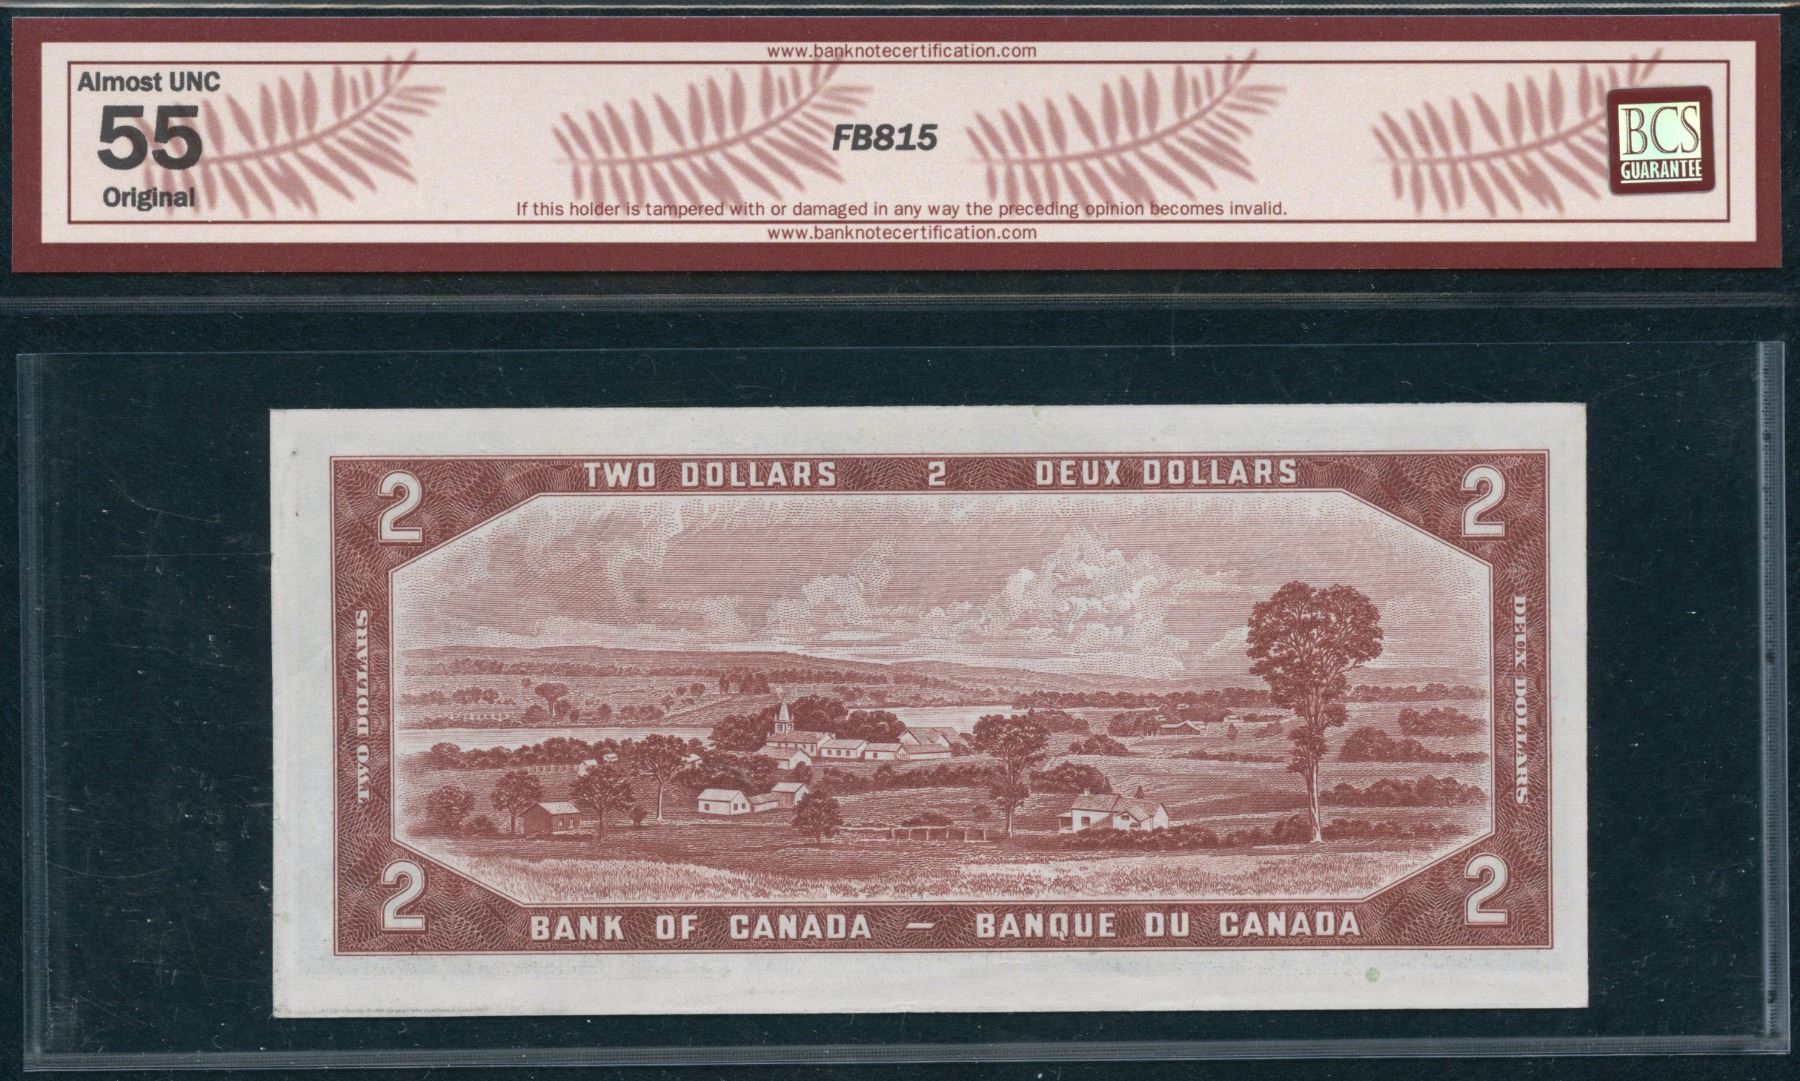 www.banknotecertification.com
Almost UNC
55
Original
FB815
BCS
GUARANTEE
If this holder is tampered with or damaged in any way the preceding opinion becomes invalid.
www.banknotecertification.com
TWO DOLLARS 2 DEUX DOLLARS
2 2
TWO DOLLARS
DEUX DOLLARS
2 2
BANK OF CANADA — BANQUE DU CANADA